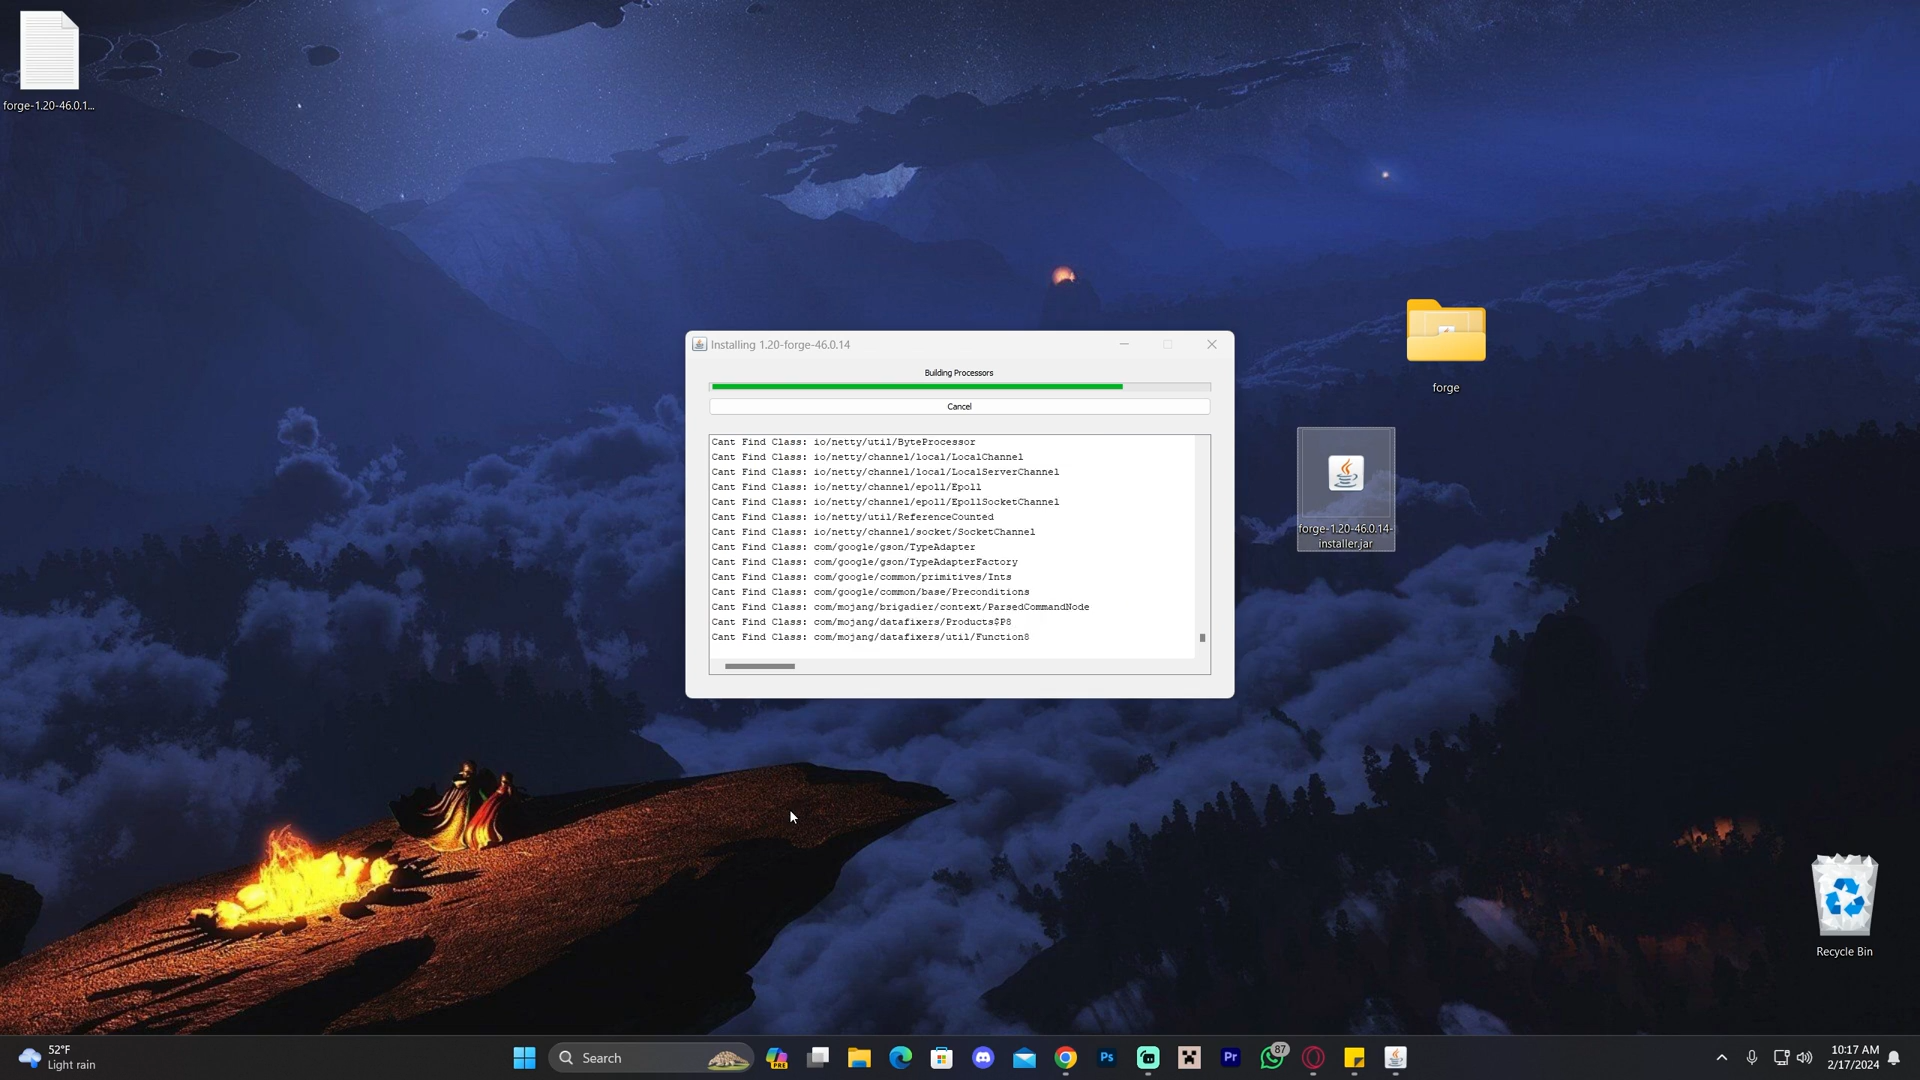 forge-1.20-46.0.1...
Installing 1.20-forge-46.0.14
Building Processors
Cancel
Cant Find Class: io/netty/util/ByteProcessor
Cant Find Class: io/netty/channel/local/LocalChannel
Cant Find Class: io/netty/channel/local/LocalServerChannel
Cant Find Class: io/netty/channel/epoll/Epoll
Cant Find Class: io/netty/channel/epoll/EpollSocketChannel
Cant Find Class: io/netty/util/ReferenceCounted
Cant Find Class: io/netty/channel/socket/SocketChannel
Cant Find Class: com/google/gson/TypeAdapter
Cant Find Class: com/google/gson/TypeAdapterFactory
Cant Find Class: com/google/common/primitives/Ints
Cant Find Class: com/google/common/base/Preconditions
Cant Find Class: com/mojang/brigadier/context/ParsedCommandNode
Cant Find Class: com/mojang/datafixers/Products$P8
Cant Find Class: com/mojang/datafixers/util/Function8
forge
forge-1.20-46.0.14-
installer.jar
Recycle Bin
52°F
Light rain
Search
PRE
Ps
Pr
87
10:17 AM
2/17/2024